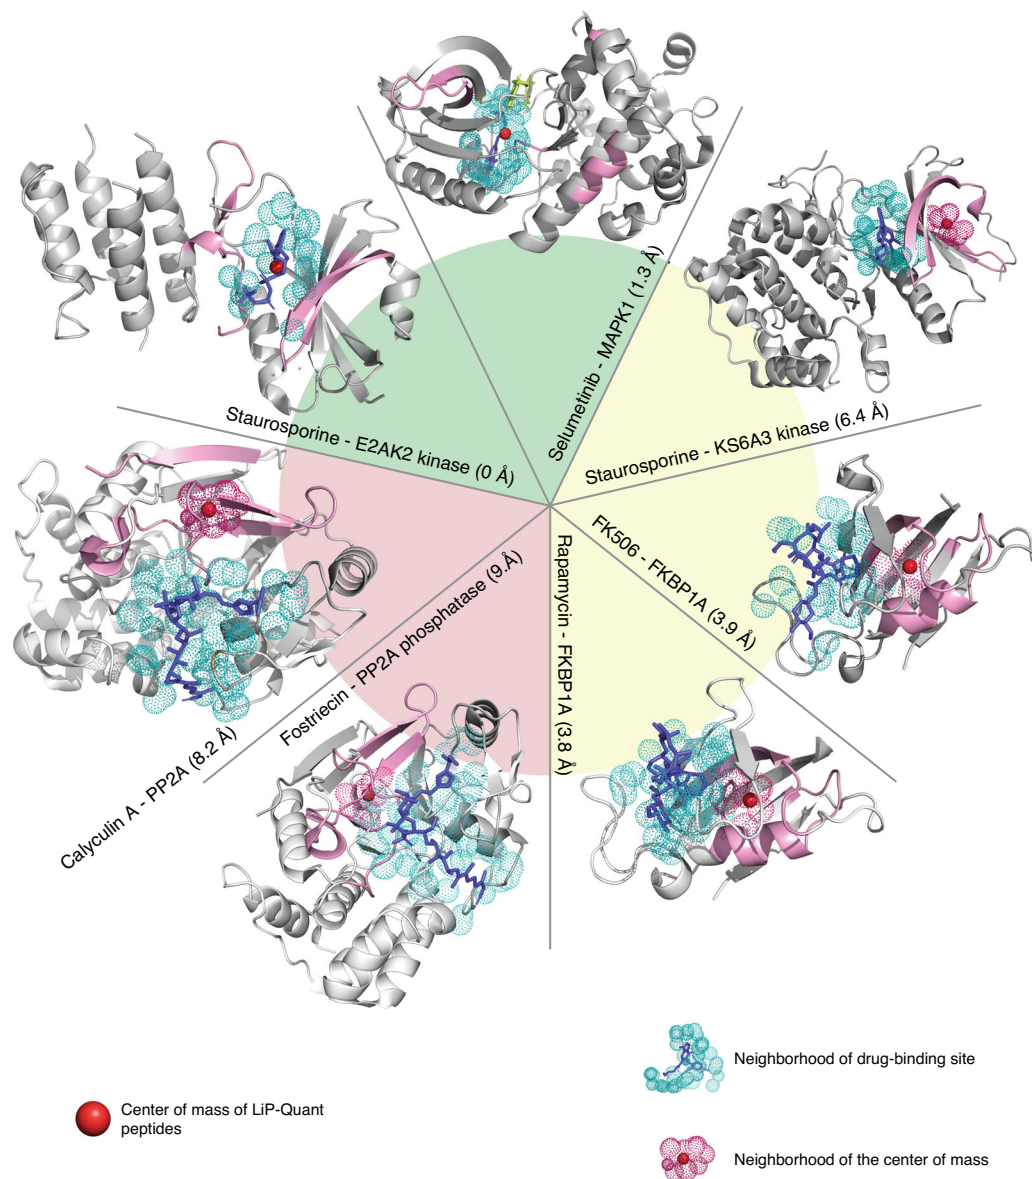 Selumetinib - MAPK1 (1.3 Å)
Staurosporine - KS6A3 kinase (6.4 Å)
Staurosporine - E2AK2 kinase (0 Å)
FK506 - FKBP1A (3.9 Å)
Rapamycin - FKBP1A (3.8 Å)
Fostriecin - PP2A phosphatase (9.Å)
Calyculin A - PP2A (8.2 Å)
Neighborhood of drug-binding site
Center of mass of LiP-Quant
peptides
Neighborhood of the center of mass